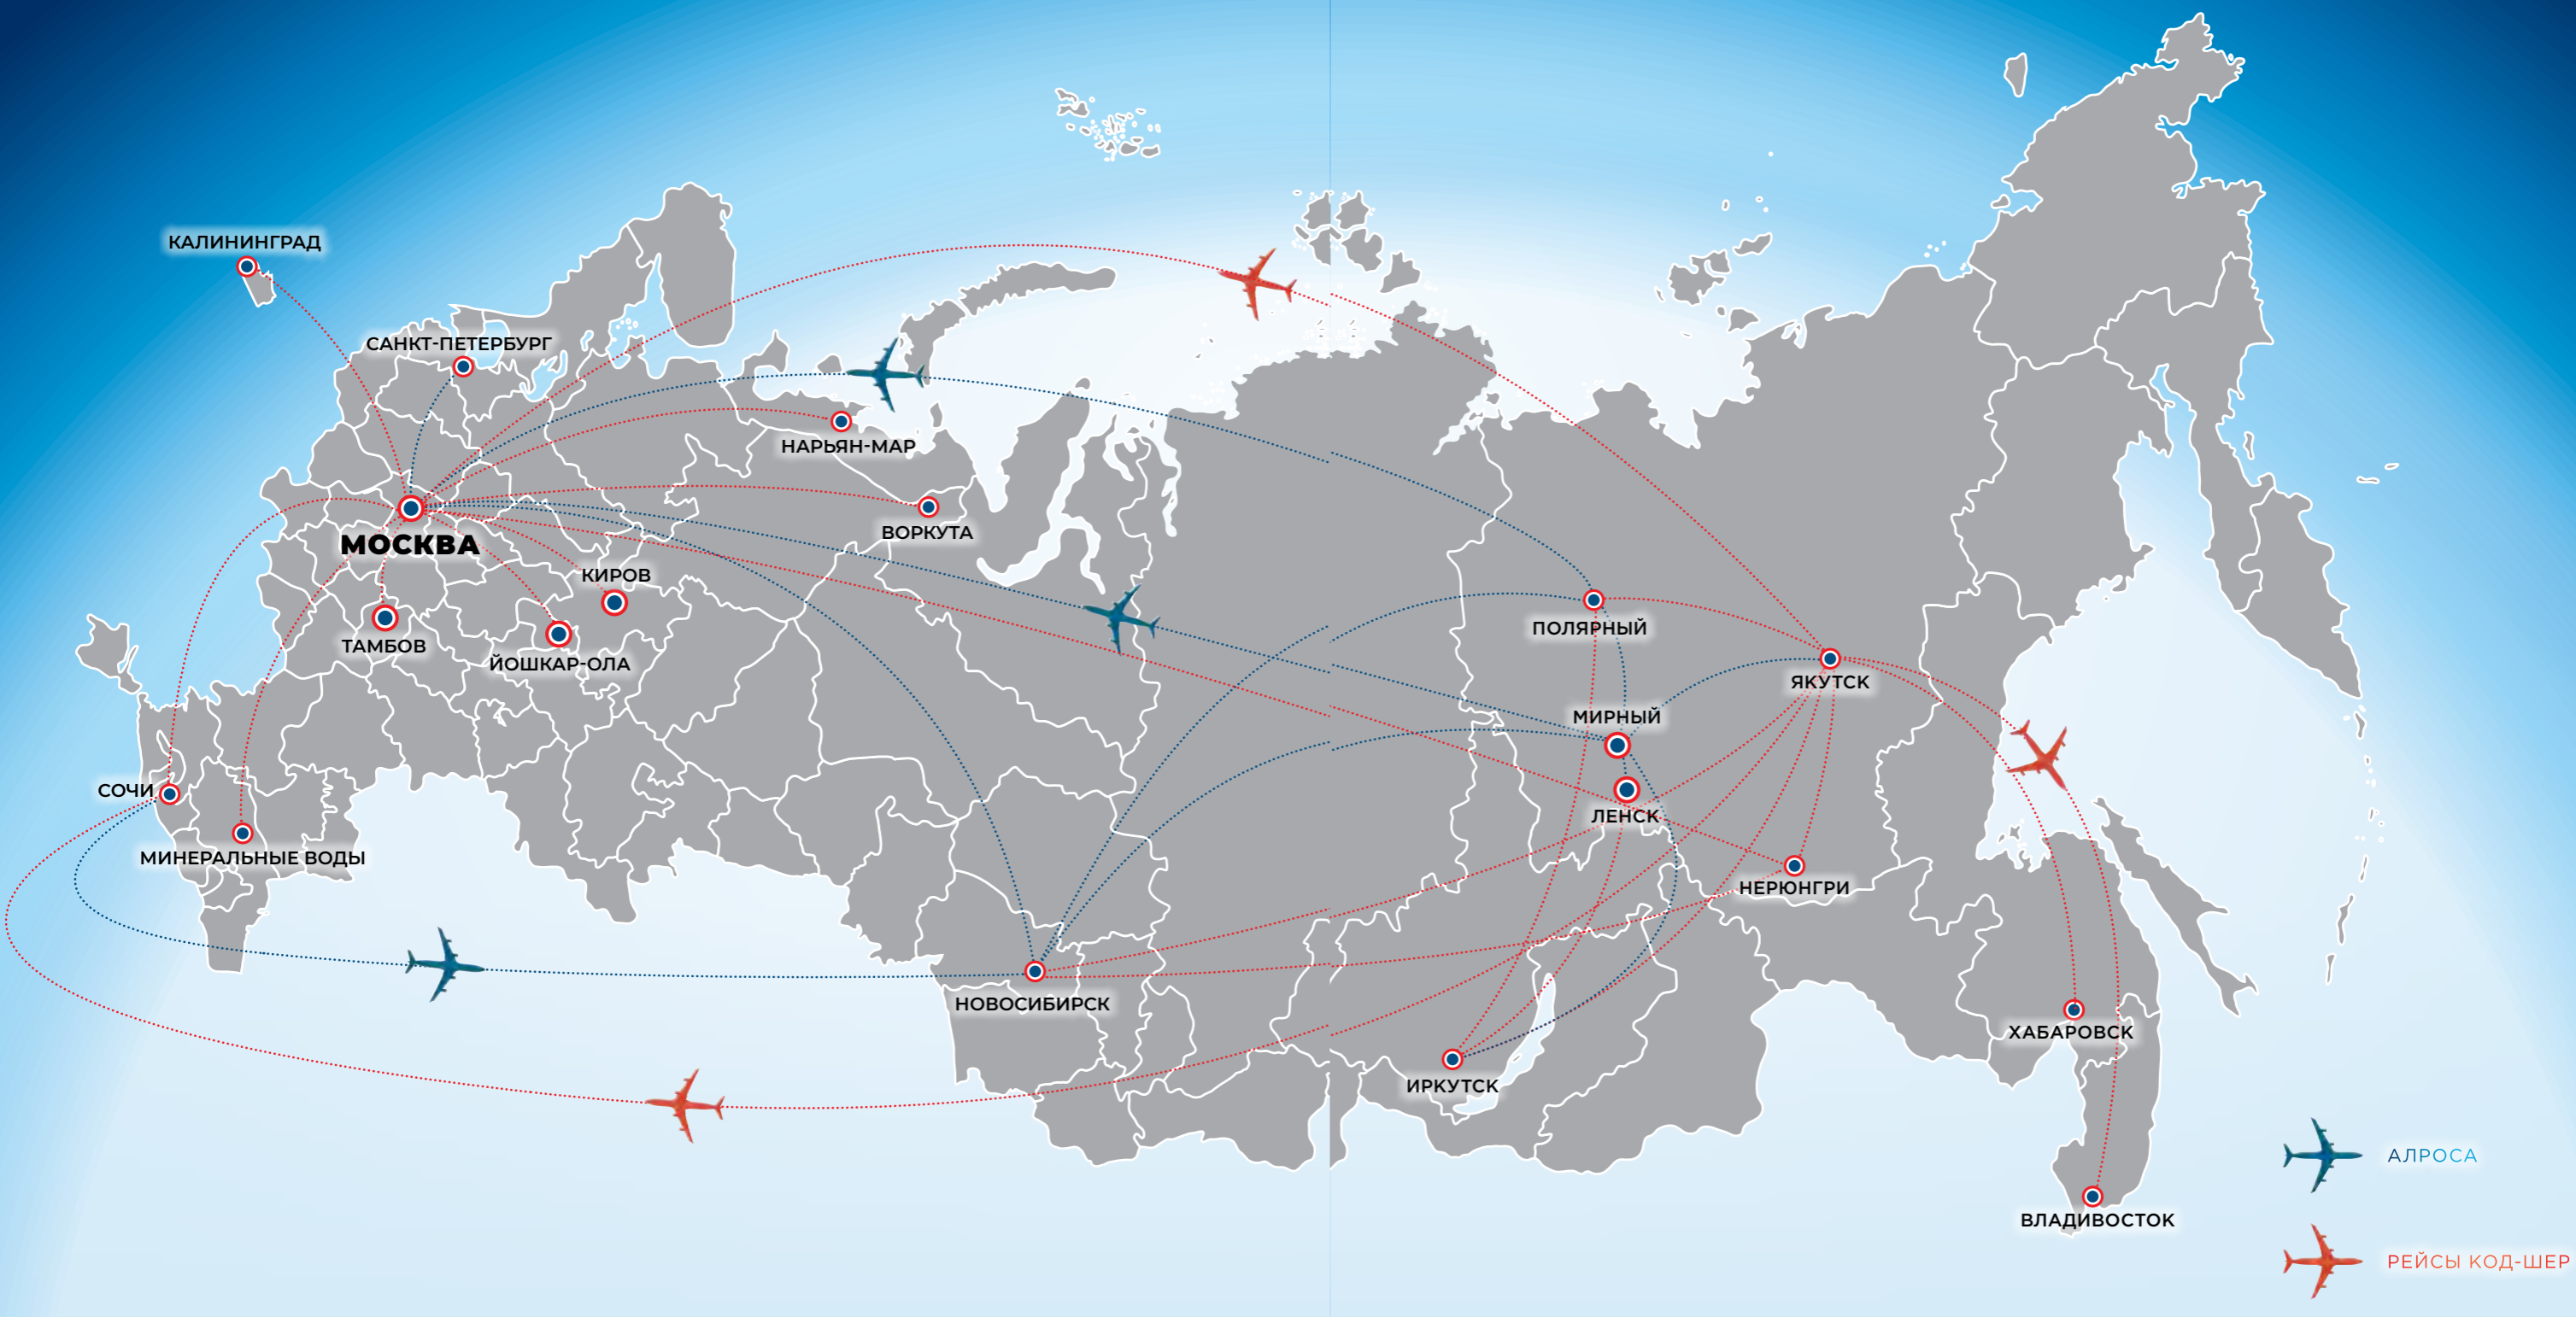 КАЛИНИНГРАД
САНКТ-ПЕТЕРБУРГ
НАРЬЯН-МАР
ВОРКУТА
МОСКВА
КИРОВ
ТАМБОВ
ЙОШКАР-ОЛА
ПОЛЯРНЫЙ
ЯКУТСК
МИРНЫЙ
СОЧИ
ЛЕНСК
МИНЕРАЛЬНЫЕ ВОДЫ
НЕРЮНГРИ
НОВОСИБИРСК
ХАБАРОВСК
ИРКУТСК
АЛРОСА
ВЛАДИВОСТОК
РЕЙСЫ КОД-ШЕР